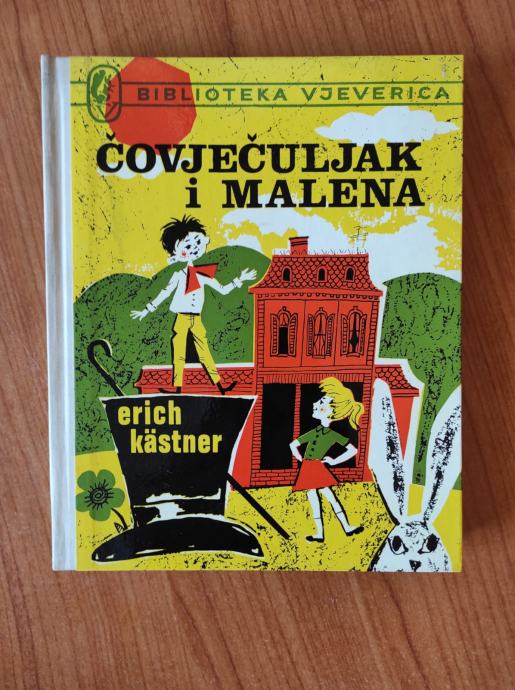 BIBLIOTEKA VJEVERICA
ČOVJEČULJAK
i MALENA
erich
kästner